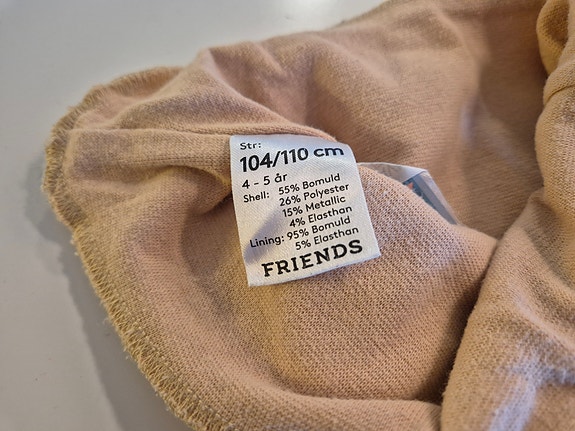 Str:
104/110 cm
4 - 5 år
Shell: 55% Bomuld
26% Polyester
15% Metallic
4% Elasthan
Lining: 95% Bomuld
5% Elasthan
FRIENDS